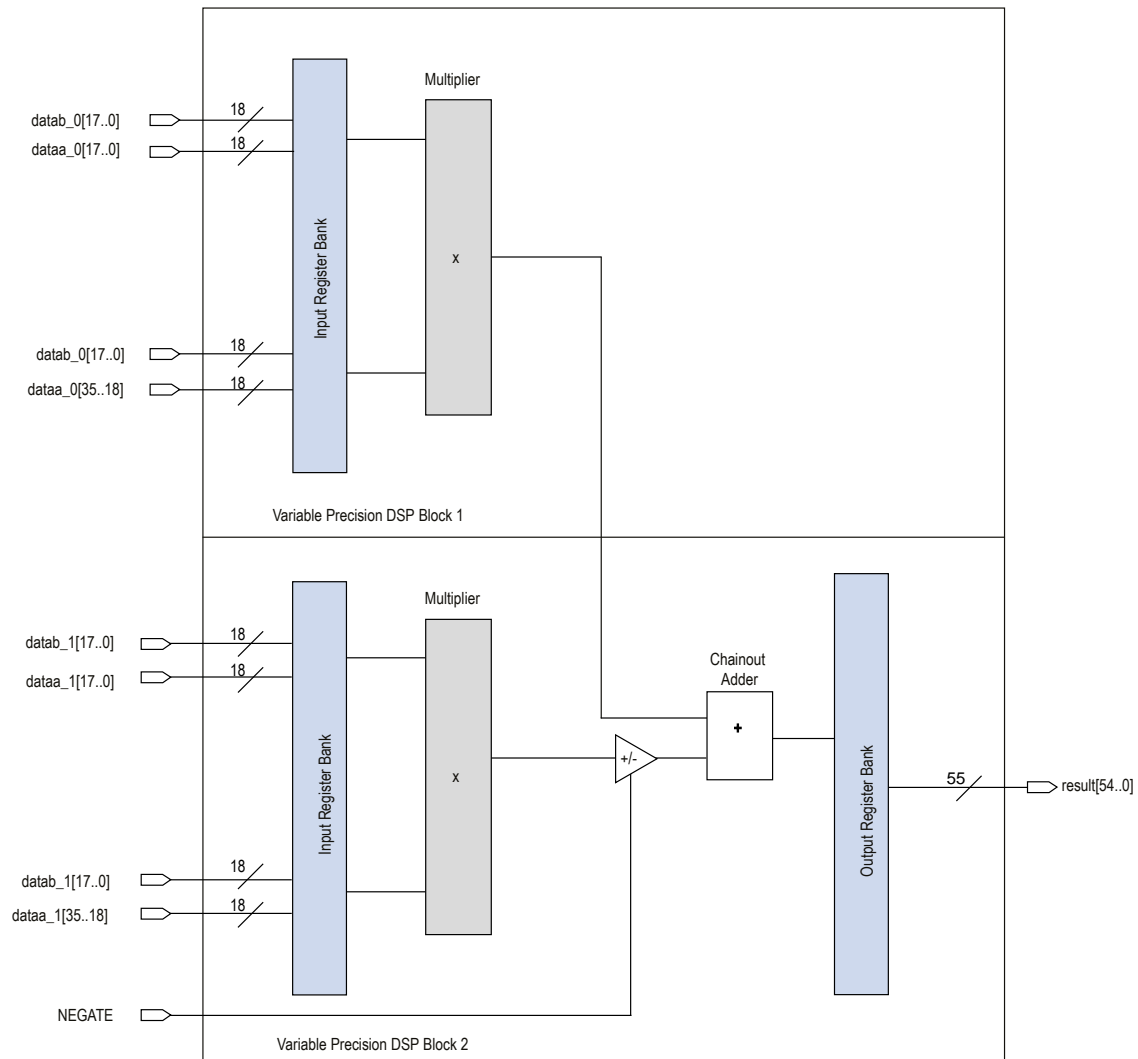 Multiplier
18
datab_0[17..0]
18
dataa_0[17..0]
Input Register Bank
x
18
datab_0[17..0]
18
dataa_0[35..18]
Variable Precision DSP Block 1
Multiplier
18
datab_1[17..0]
18
dataa_1[17..0]
Chainout
Adder
+
Input Register Bank
+/-
x
Output Register Bank
55
result[54..0]
18
datab_1[17..0]
18
dataa_1[35..18]
NEGATE
Variable Precision DSP Block 2